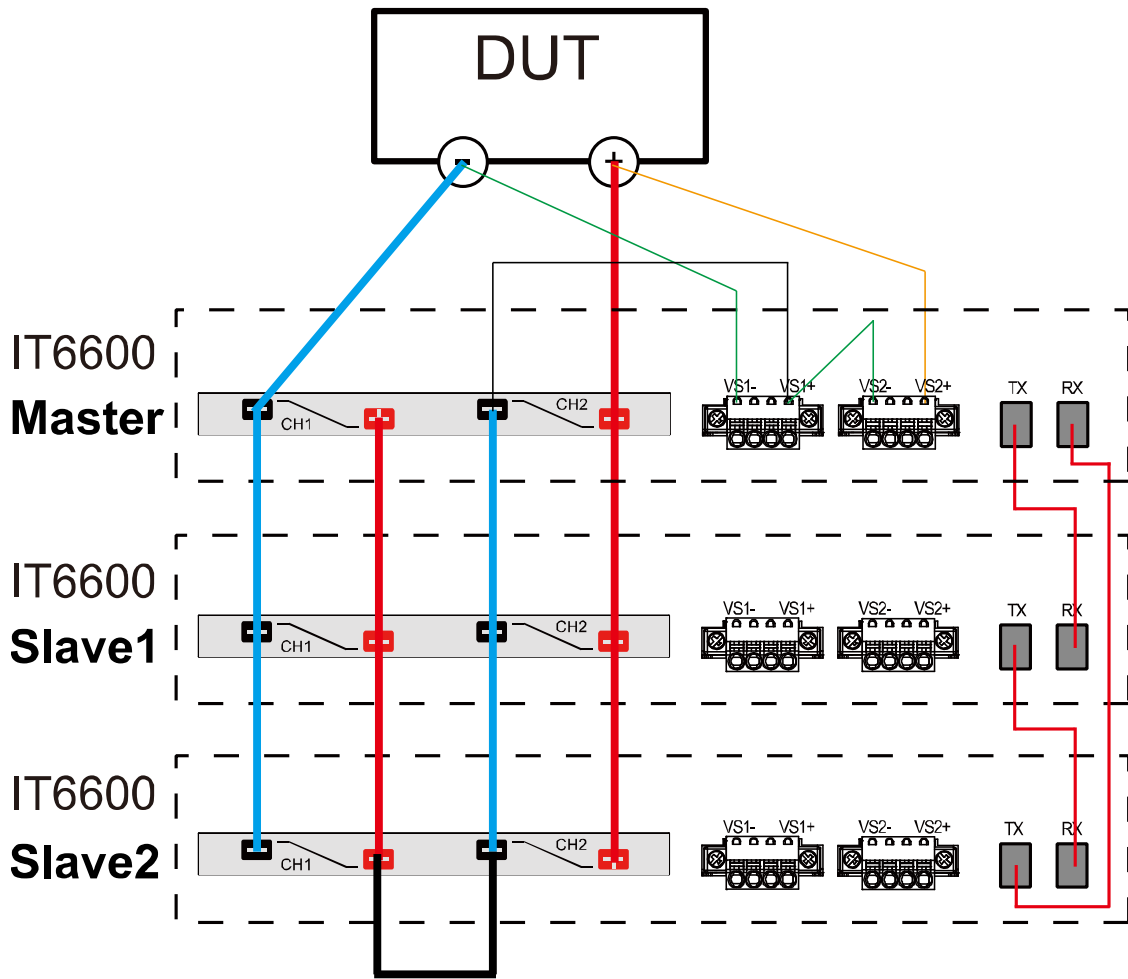 DUT
- +
IT6600
Master
CH1
CH2
VS1- VS1+
VS2- VS2+
TX RX
IT6600
Slave1
CH1
CH2
VS1- VS1+
VS2- VS2+
TX RX
IT6600
Slave2
CH1
CH2
VS1- VS1+
VS2- VS2+
TX RX